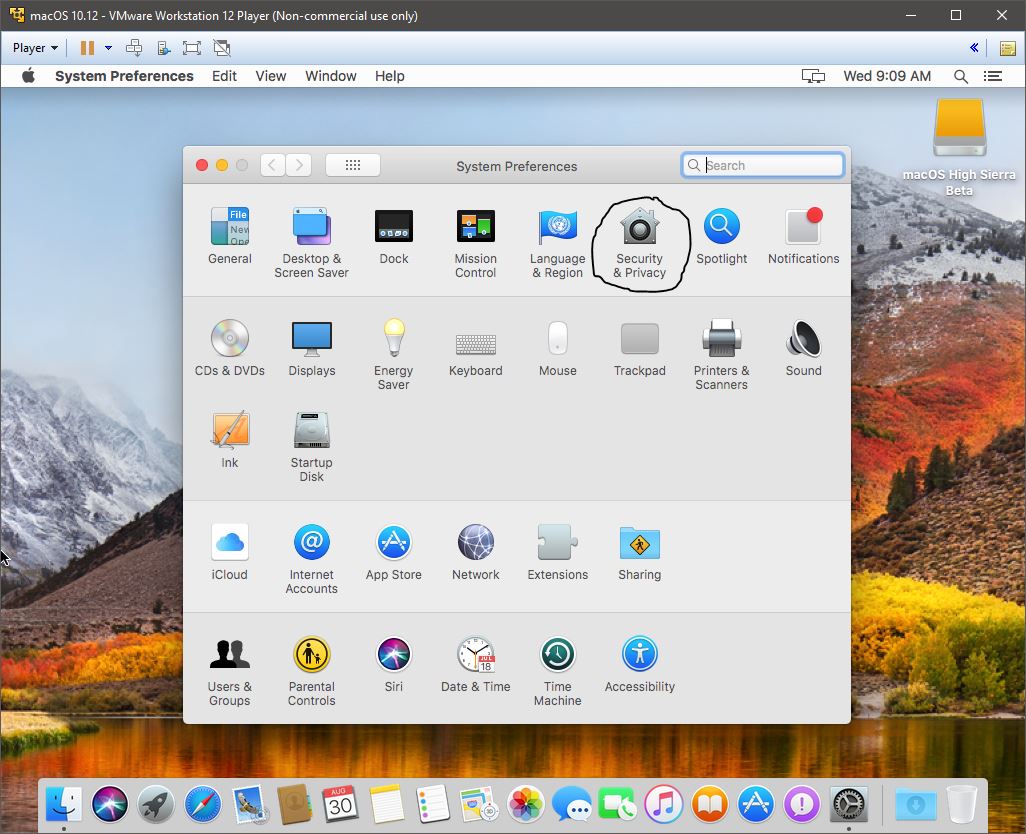 macOS 10.12 - VMware Workstation 12 Player (Non-commercial use only)
Player
System Preferences Edit View Window Help Wed 9:09 AM
macOS High Sierra
Beta
System Preferences
Search
File
New
Ope
General
Desktop &
Screen Saver
Dock
Mission
Control
Language
& Region
Security
& Privacy
Spotlight
Notifications
CDs & DVDs
Displays
Energy
Saver
Keyboard
Mouse
Trackpad
Printers &
Scanners
Sound
Ink
Startup
Disk
iCloud
@
Internet
Accounts
App Store
Network
Extensions
Sharing
Users &
Groups
Parental
Controls
Siri
JUL
18
Date & Time
Time
Machine
Accessibility
AUG
30